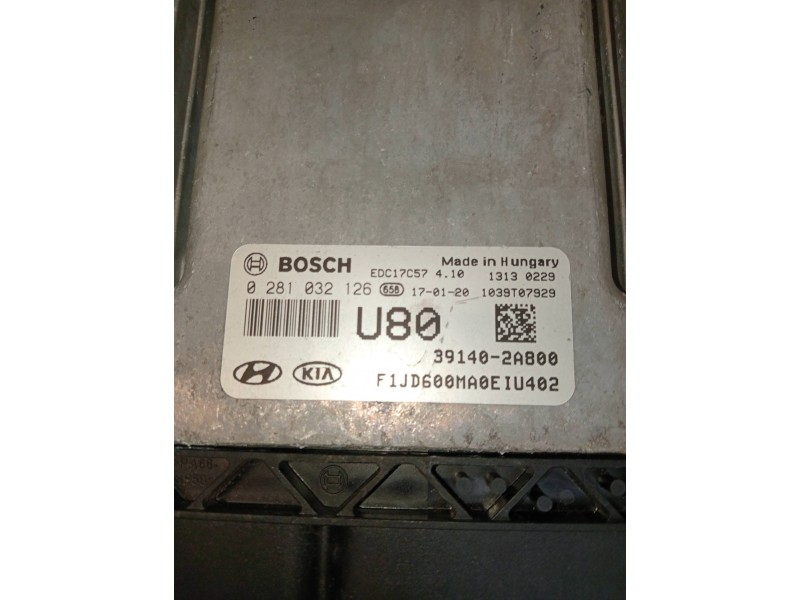 BOSCH EDC17C57 4.10 Made in Hungary
1313 0229
0 281 032 126 658 17-01-20 1039T07929
U80
39140-2A800
KIA F1JD600MA0EIU402